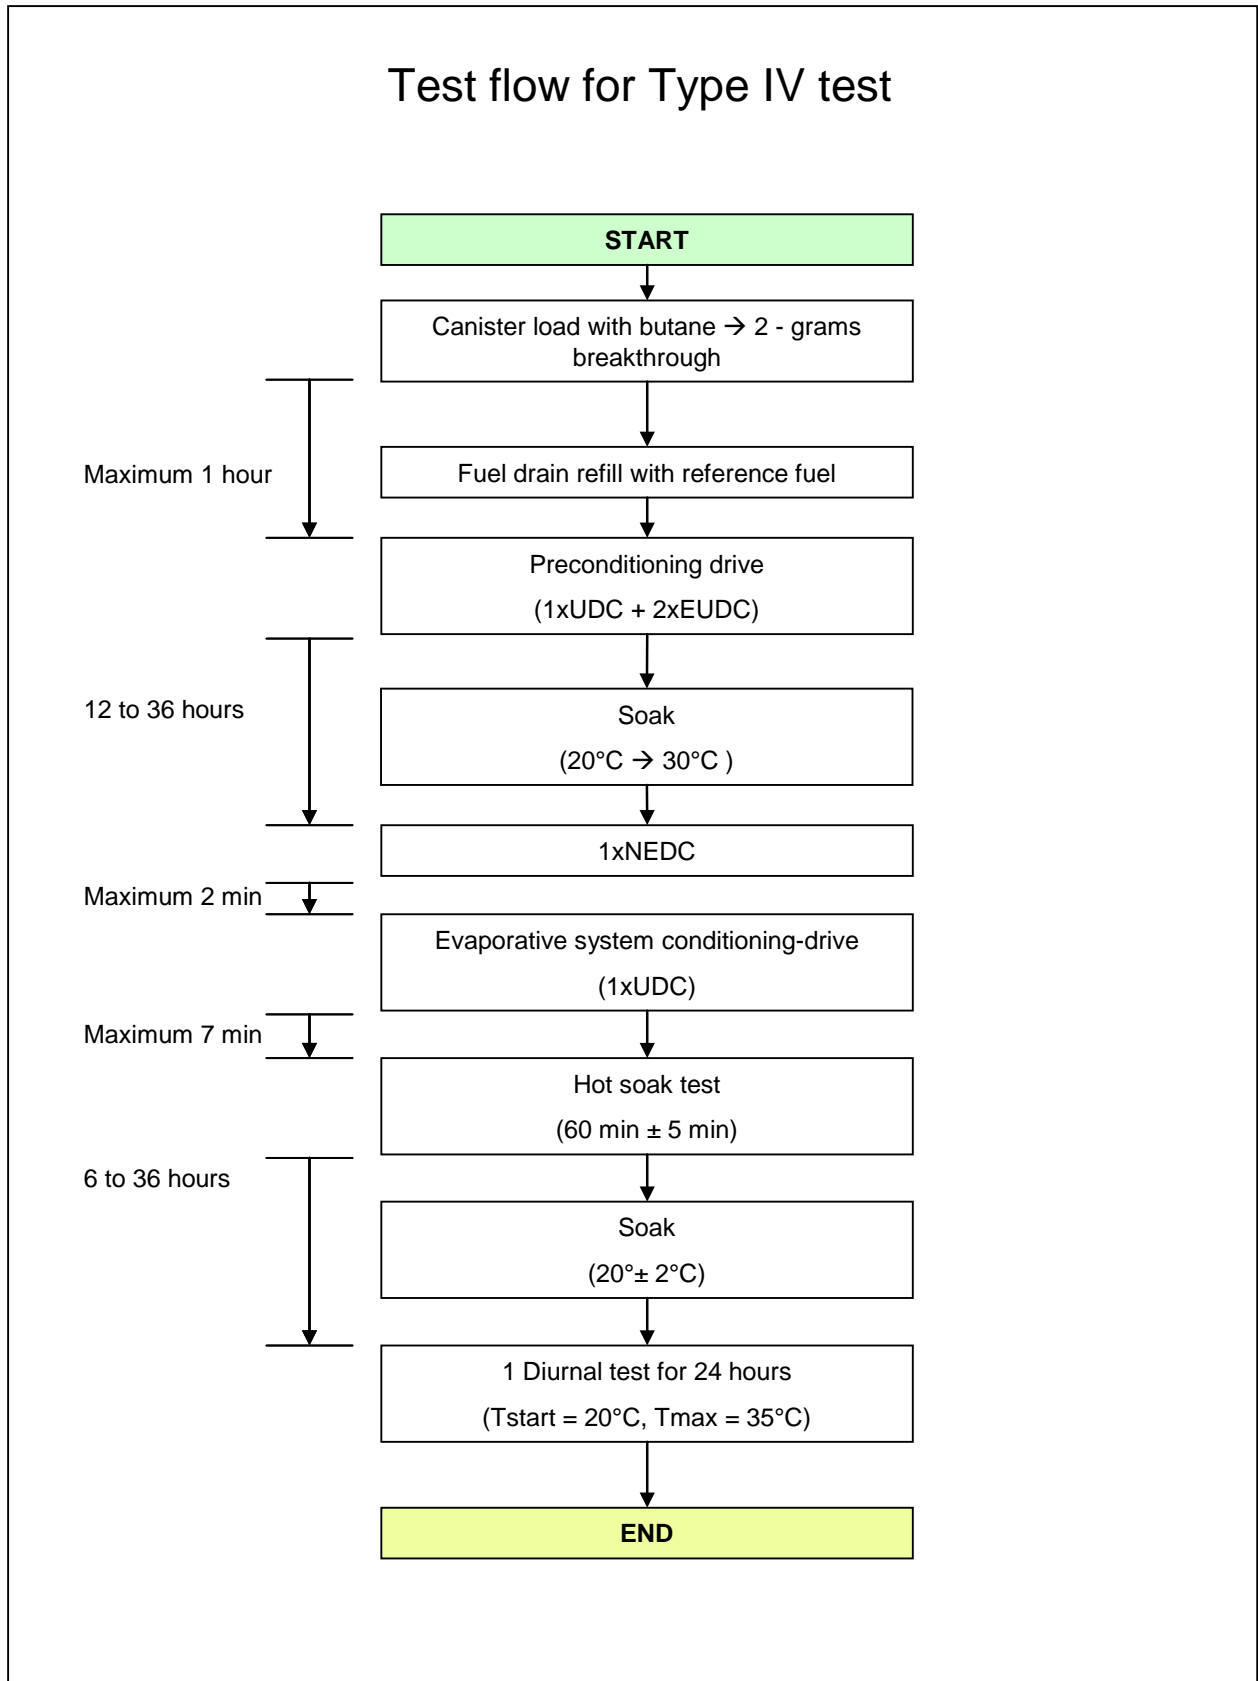 Test flow for Type IV test
START
Canister load with butane → 2 - grams
breakthrough
Maximum 1 hour
Fuel drain refill with reference fuel
Preconditioning drive
(1xUDC + 2xEUDC)
12 to 36 hours
Soak
(20°C → 30°C )
1xNEDC
Maximum 2 min
Evaporative system conditioning-drive
(1xUDC)
Maximum 7 min
Hot soak test
(60 min ± 5 min)
6 to 36 hours
Soak
(20°± 2°C)
1 Diurnal test for 24 hours
(Tstart = 20°C, Tmax = 35°C)
END